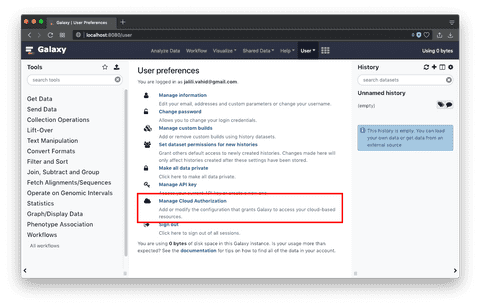 Galaxy | User Preferences
localhost:8080/user
Galaxy
Analyze Data Workflow Visualize Shared Data Help User
Using 0 bytes
Tools
search tools
Get Data
Send Data
Collection Operations
Lift-Over
Text Manipulation
Convert Formats
Filter and Sort
Join, Subtract and Group
Fetch Alignments/Sequences
Operate on Genomic Intervals
Statistics
Graph/Display Data
Phenotype Association
Workflows
All workflows
User preferences
You are logged in as jalili.vahid@gmail.com.
Manage information
Edit your email, addresses and custom parameters or change your username.
Change password
Allows you to change your login credentials.
Manage custom builds
Add or remove custom builds using history datasets.
Set dataset permissions for new histories
Grant others default access to newly created histories. Changes made here will
only affect histories created after these settings have been stored.
Make all data private
Click here to make all data private.
Manage API key
Manage Cloud Authorization
Add or modify the configuration that grants Galaxy to access your cloud-based
resources.
Sign out
Click here to sign out of all sessions.
You are using 0 bytes of disk space in this Galaxy instance. Is your usage more than
expected? See the documentation for tips on how to find all of the data in your account.
History
search datasets
Unnamed history
(empty)
This history is empty. You can load
your own data or get data from an
external source